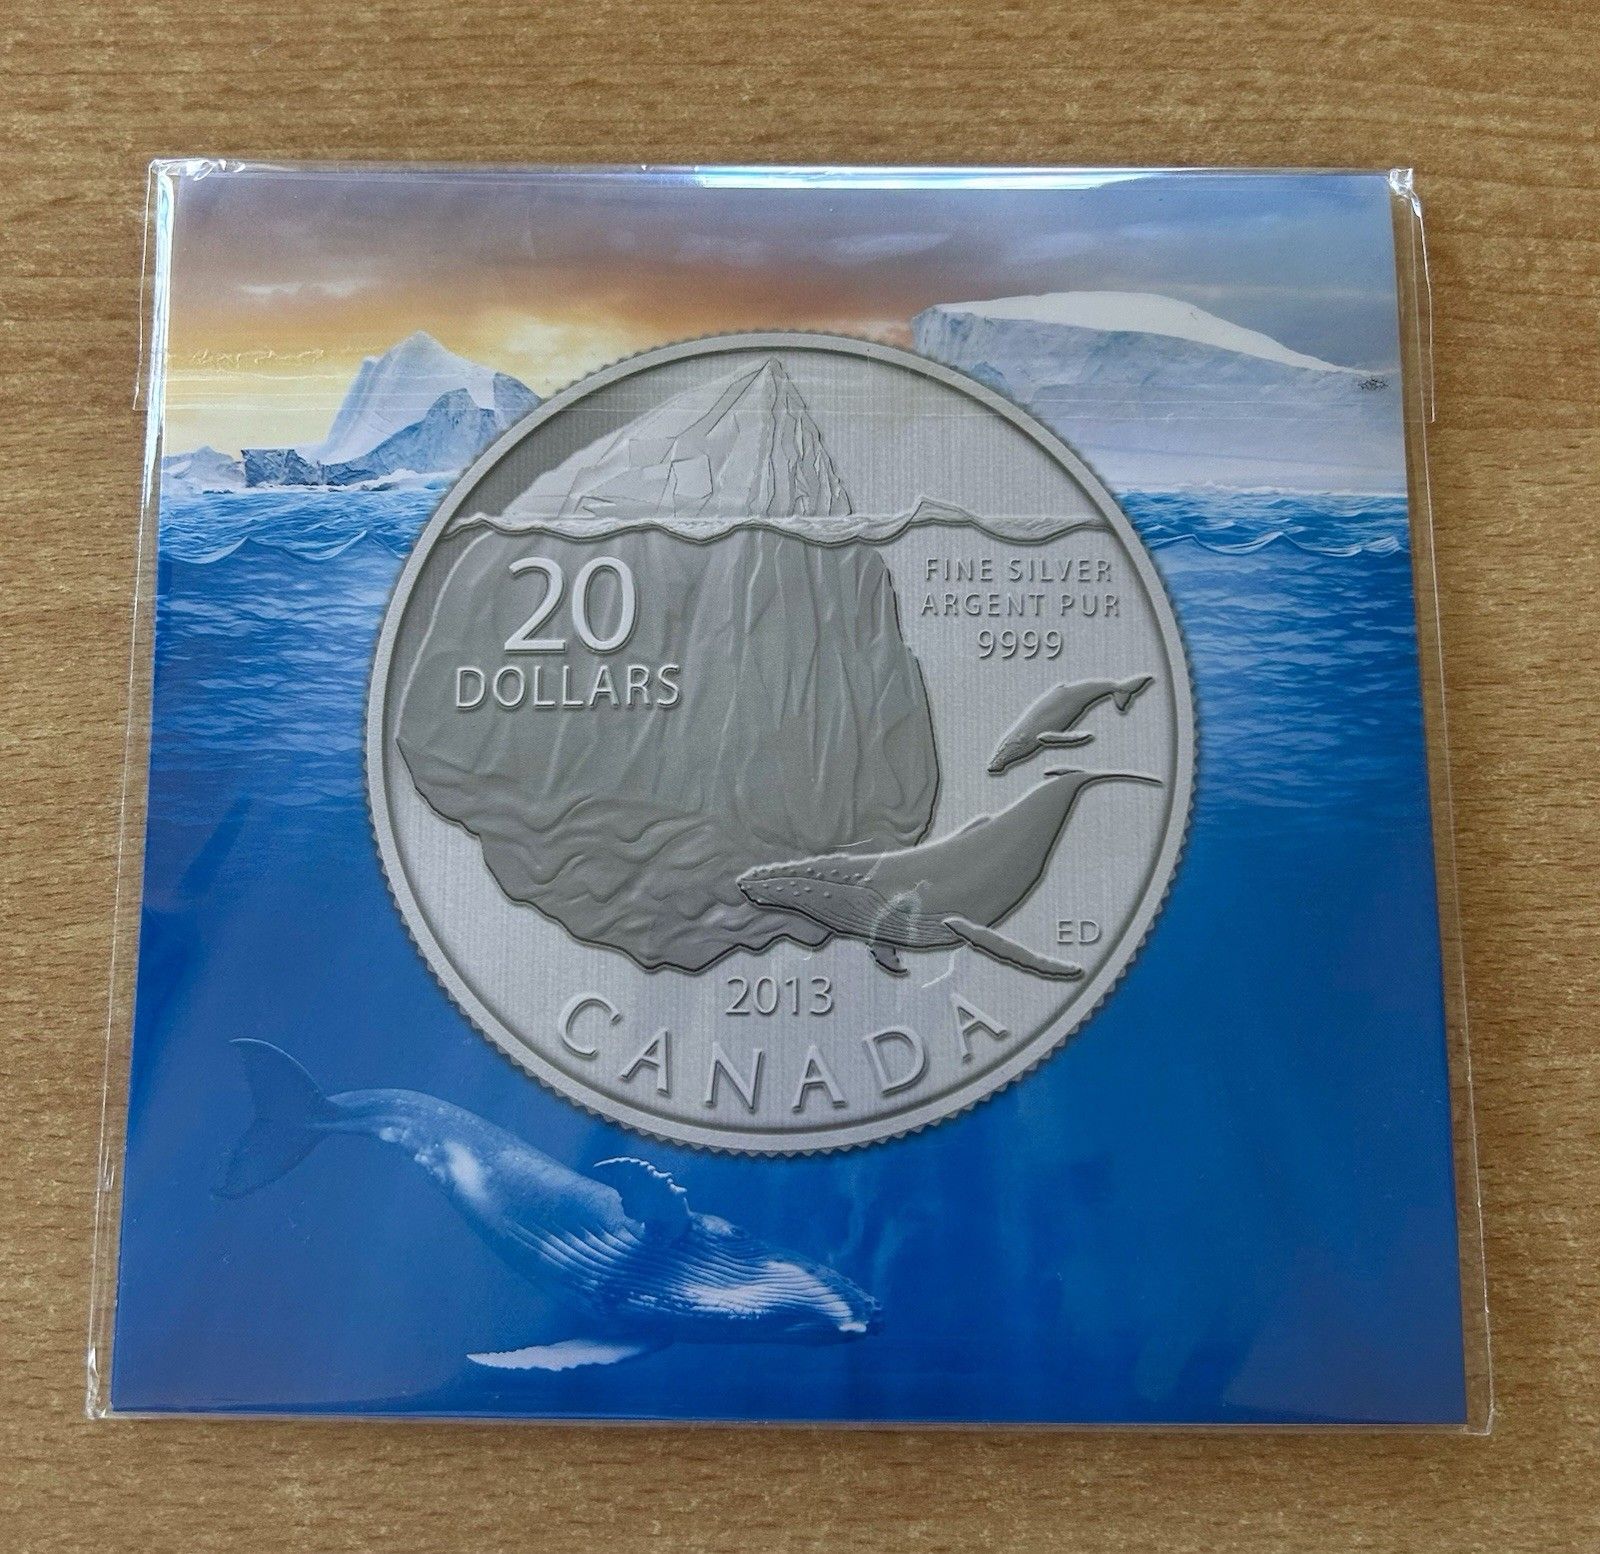 20
DOLLARS
FINE SILVER
ARGENT PUR
9999
ED
2013
CANADA